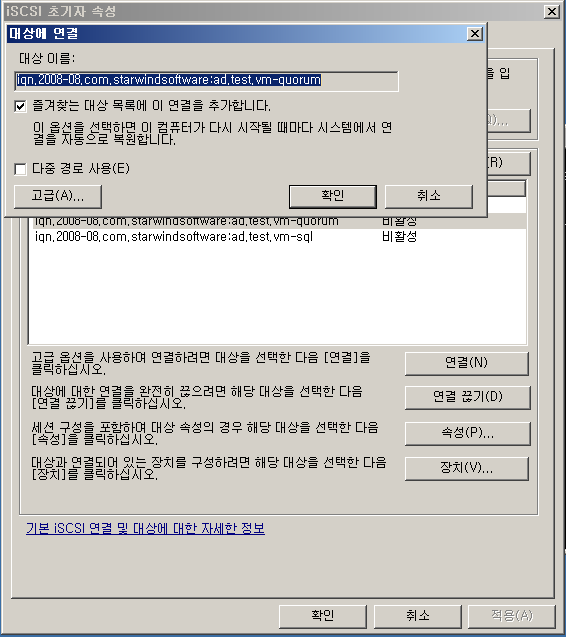 iSCSI 초기자 속성
대상에 연결
대상 이름:
iqn.2008-08.com.starwindsoftware:ad.test.vm-quorum
즐겨찾는 대상 목록에 이 연결을 추가합니다.
이 옵션을 선택하면 이 컴퓨터가 다시 시작될 때마다 시스템에서 연
결을 자동으로 복원합니다.
다중 경로 사용(E)
고급(A)...
확인
취소
을 입
(R)
iqn.2008-08.com.starwindsoftware:ad.test.vm-quorum 비활성
iqn.2008-08.com.starwindsoftware:ad.test.vm-sql 비활성
고급 옵션을 사용하여 연결하려면 대상을 선택한 다음 [연결]을
클릭하십시오.
연결(N)
대상에 대한 연결을 완전히 끊으려면 해당 대상을 선택한 다음
[연결 끊기]를 클릭하십시오.
연결 끊기(D)
세션 구성을 포함하여 대상 속성의 경우 해당 대상을 선택한 다음
[속성]을 클릭하십시오.
속성(P)...
대상과 연결되어 있는 장치를 구성하려면 해당 대상을 선택한 다음
[장치]를 클릭하십시오.
장치(V)...
기본 iSCSI 연결 및 대상에 대한 자세한 정보
확인
취소
적용(A)